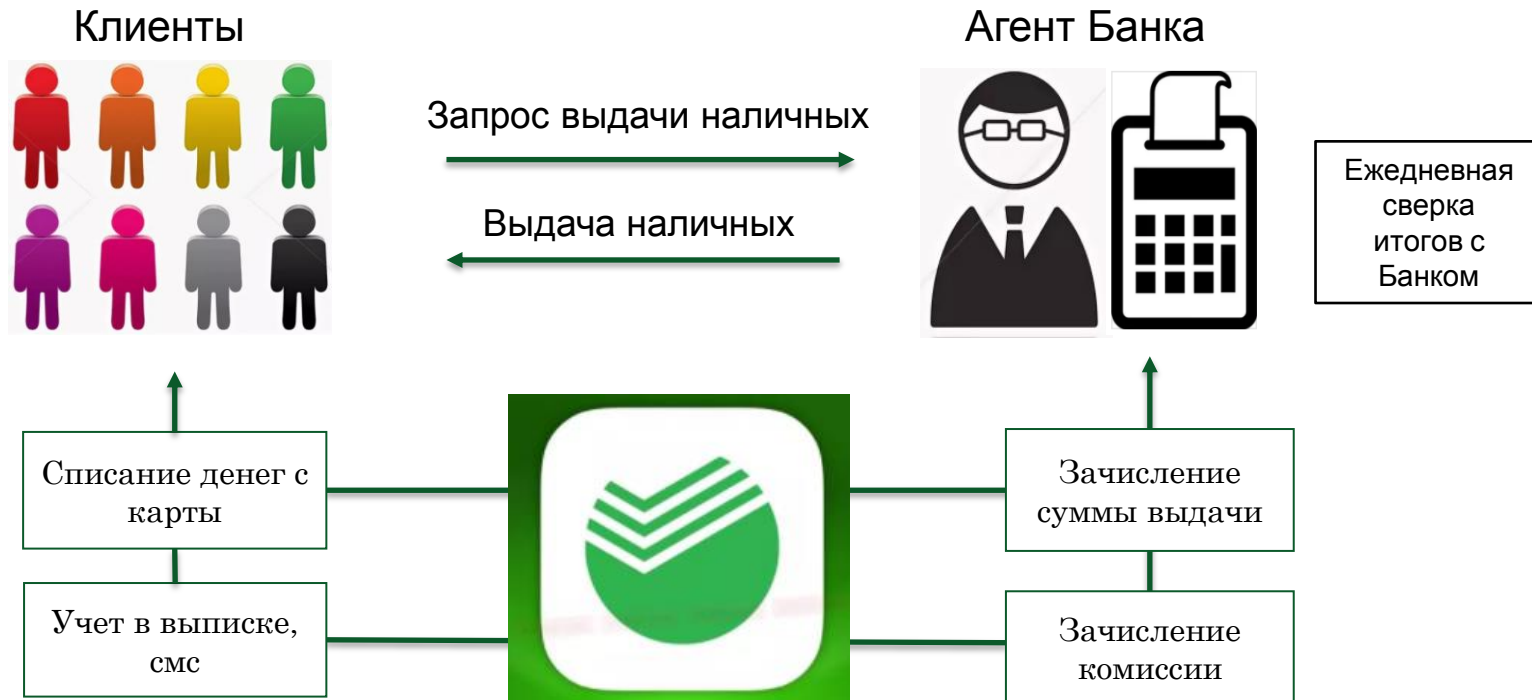 Клиенты
Агент Банка
Запрос выдачи наличных
Выдача наличных
Ежедневная
сверка
итогов с
Банком
Списание денег с
карты
Зачисление
суммы выдачи
Учет в выписке,
смс
Зачисление
комиссии